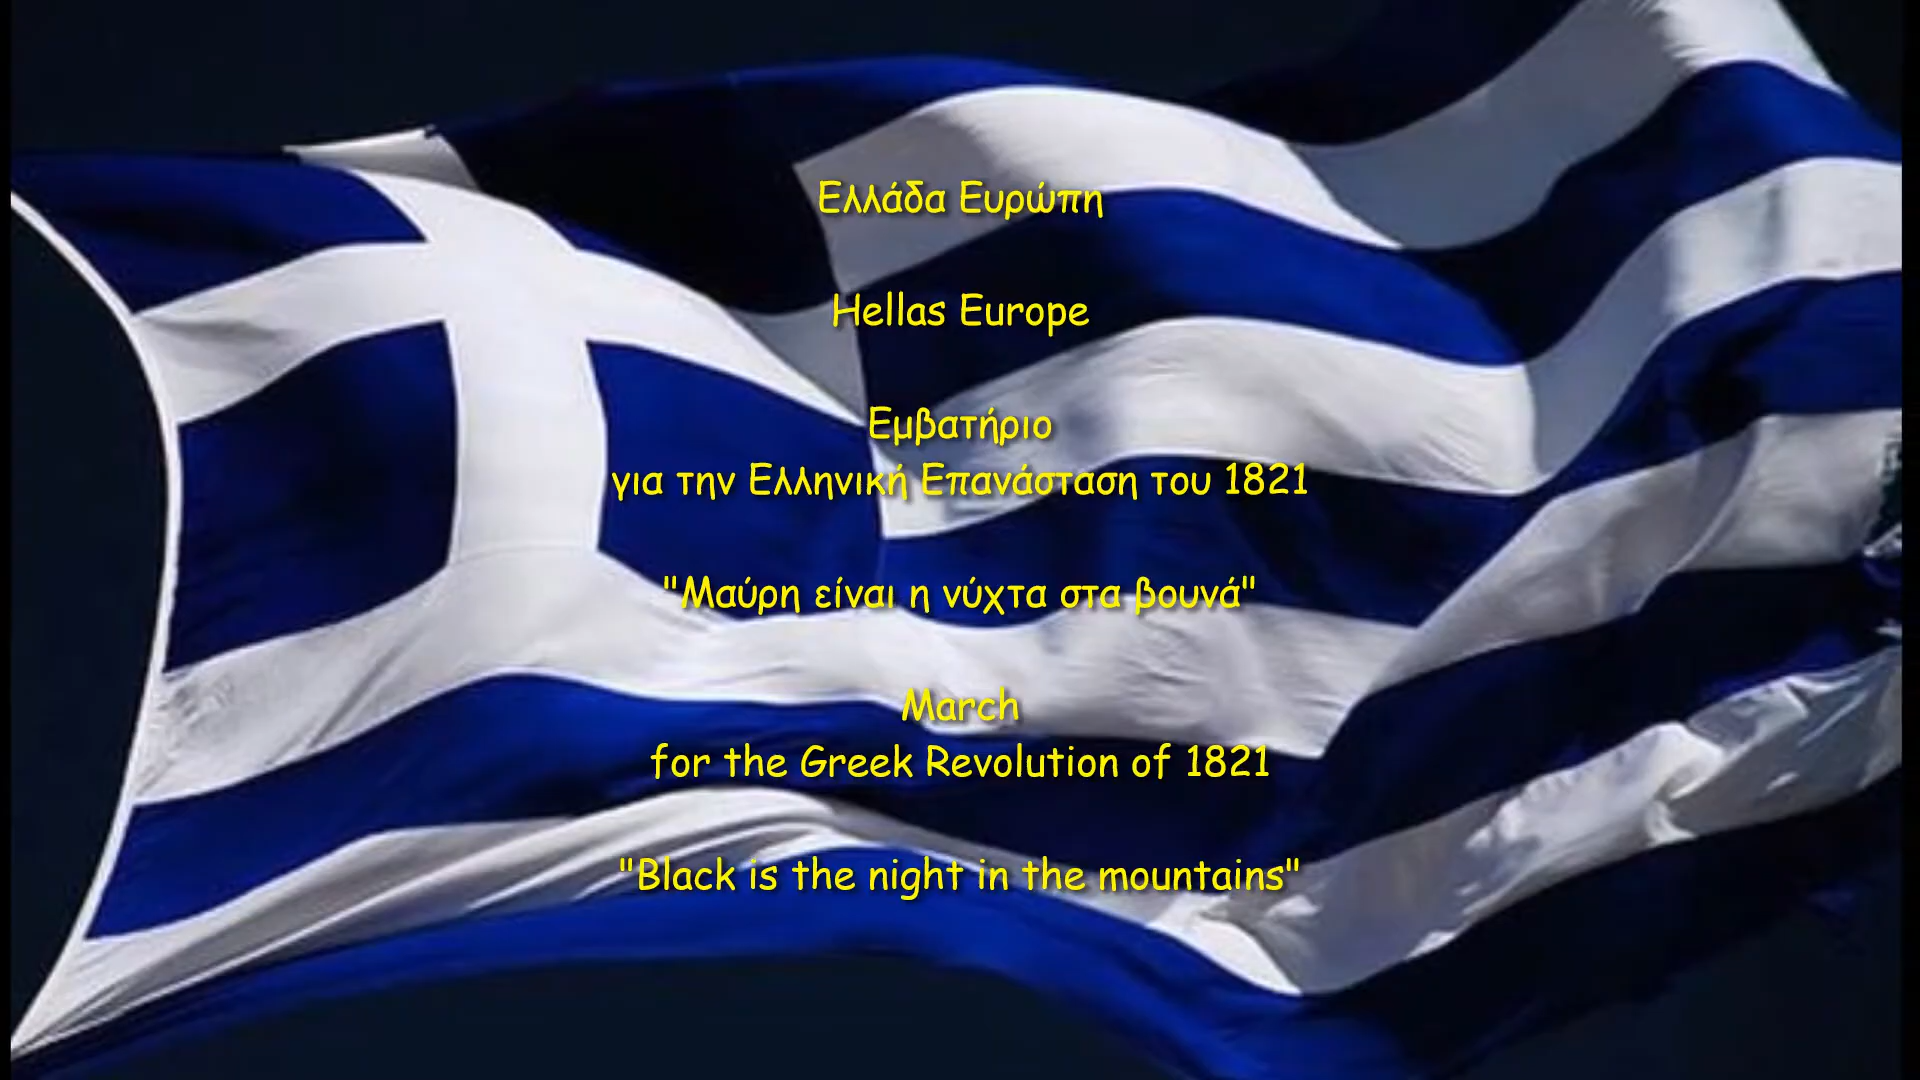 Ελλάδα Ευρώπη
Hellas Europe
Εμβατήριο
για την Ελληνική Επανάσταση του 1821
"Μαύρη είναι η νύχτα στα βουνά"
March
for the Greek Revolution of 1821
"Black is the night in the mountains"